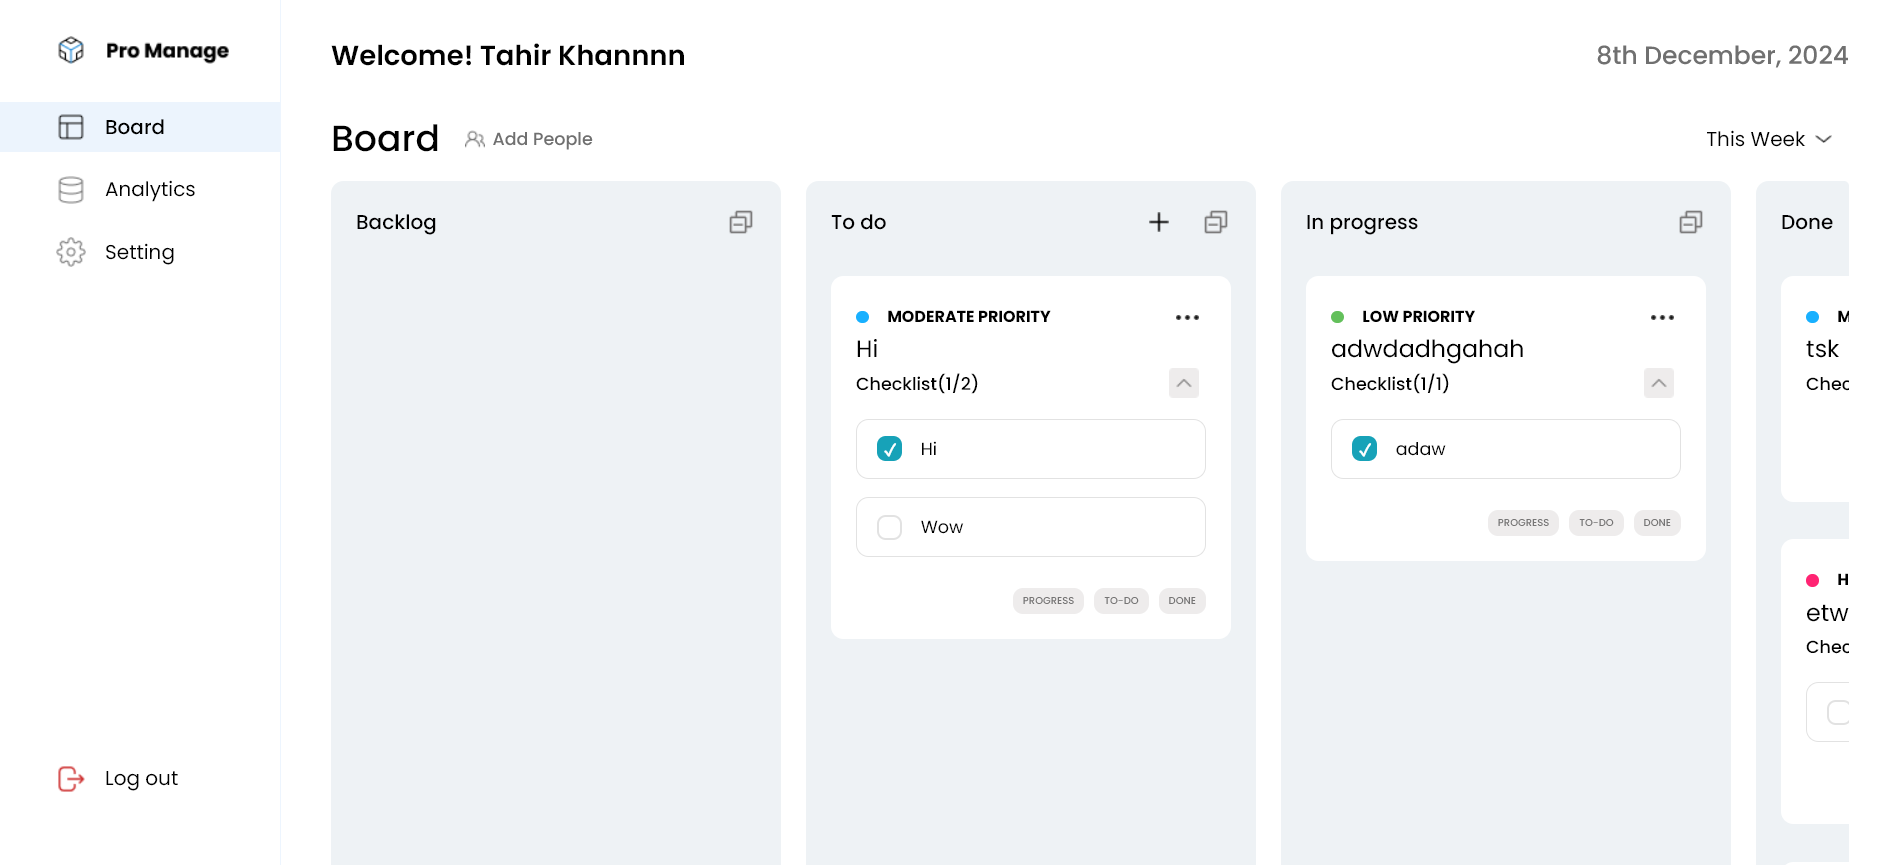 Pro Manage
Board
Analytics
Setting
Log out
Welcome! Tahir Khannnn
8th December, 2024
Board
Add People
This Week
Backlog
To do
MODERATE PRIORITY
Hi
Checklist(1/2)
Hi
Wow
PROGRESS TO-DO DONE
In progress
LOW PRIORITY
adwdadhgahah
Checklist(1/1)
adaw
PROGRESS TO-DO DONE
Done
M
tsk
Chec
H
etw
Chec